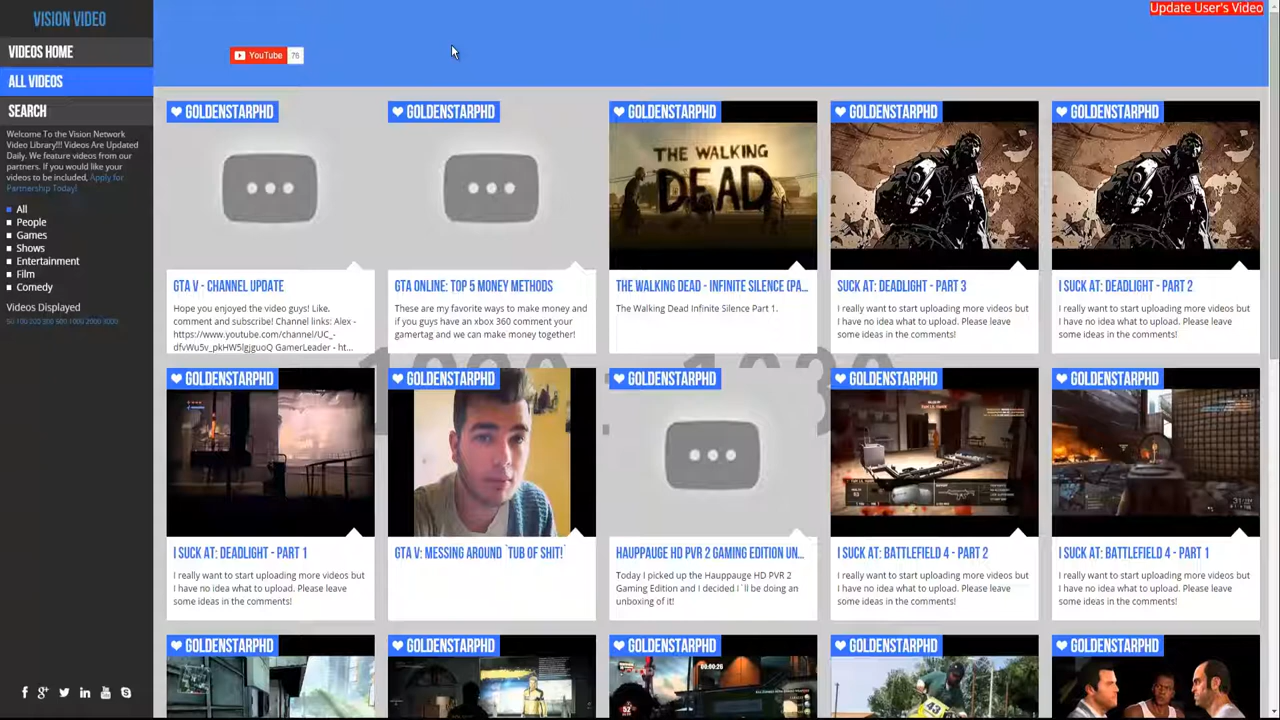 VISION VIDEO
VIDEOS HOME
ALL VIDEOS
SEARCH
Welcome To the Vision Network
Video Library!!! Videos Are Updated
Daily. We feature videos from our
partners. If you would like your
videos to be included, Apply for
Partnership Today!
All
People
Games
Shows
Entertainment
Film
Comedy
Videos Displayed
Update User's Video
YouTube 76
GOLDENSTARPHD
GTA V - CHANNEL UPDATE
Hope you enjoyed the video guys! Like,
comment and subscribe! Channel links: Alex -
https://www.youtube.com/channel/UC_-
GOLDENSTARPHD
GTA ONLINE: TOP 5 MONEY METHODS
These are my favorite ways to make money and
if you guys have an xbox 360 comment your
gamertag and we can make money together!
GOLDENSTARPHD
THE WALKING
DEAD
THE WALKING DEAD - INFINITE SILENCE (PA...
The Walking Dead Infinite Silence Part 1.
GOLDENSTARPHD
SUCK AT: DEADLIGHT - PART 3
I really want to start uploading more videos but
I have no idea what to upload. Please leave
some ideas in the comments!
GOLDENSTARPHD
I SUCK AT: DEADLIGHT - PART 2
I really want to start uploading more videos but
I have no idea what to upload. Please leave
some ideas in the comments!
GOLDENSTARPHD
I SUCK AT: DEADLIGHT - PART 1
I really want to start uploading more videos but
I have no idea what to upload. Please leave
some ideas in the comments!
GOLDENSTARPHD
GTA V: MESSING AROUND `TUB OF SHIT!`
GOLDENSTARPHD
HAUPPAUGE HD PVR 2 GAMING EDITION UN...
Today I picked up the Hauppauge HD PVR 2
Gaming Edition and I decided I`ll be doing an
unboxing of it!
GOLDENSTARPHD
I SUCK AT: BATTLEFIELD 4 - PART 2
I really want to start uploading more videos but
I have no idea what to upload. Please leave
some ideas in the comments!
GOLDENSTARPHD
I SUCK AT: BATTLEFIELD 4 - PART 1
I really want to start uploading more videos but
I have no idea what to upload. Please leave
some ideas in the comments!
GOLDENSTARPHD
GOLDENSTARPHD
GOLDENSTARPHD
00:00:26
GOLDENSTARPHD
43
GOLDENSTARPHD